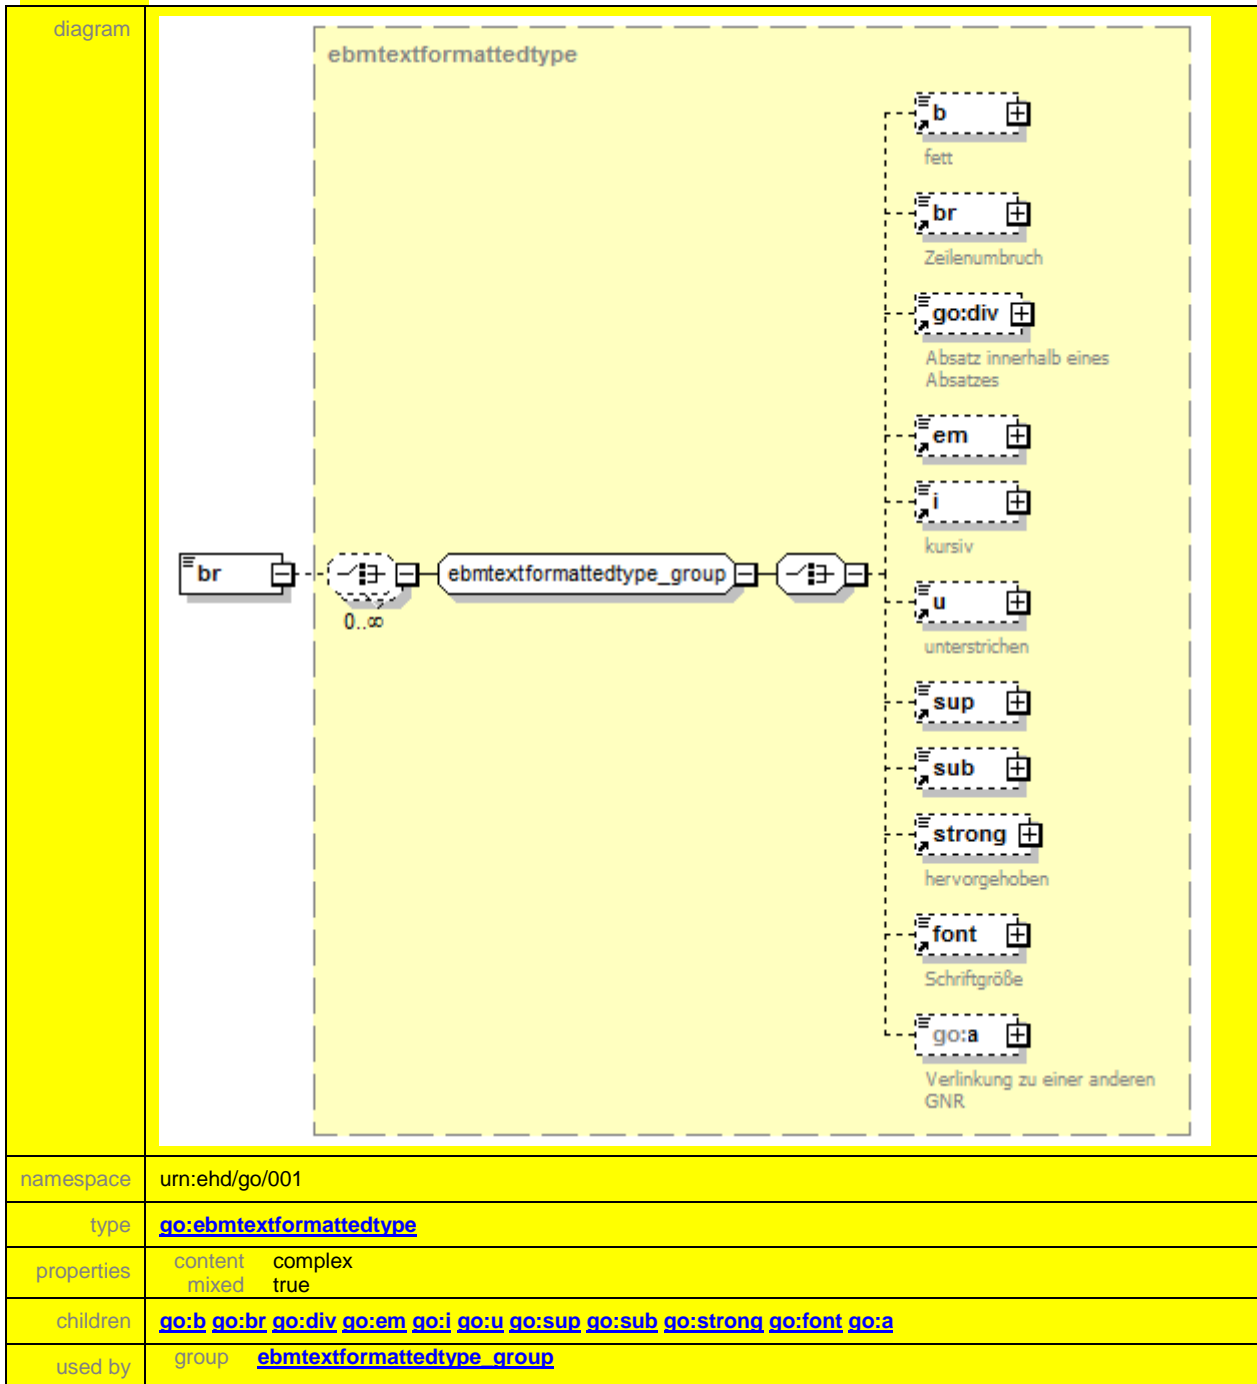 diagram
ebmtextformattedtype
b
fett
br
Zeilenumbruch
go:div
Absatz innerhalb eines
Absatzes
em
i
kursiv
br
0..∞
ebmtextformattedtype_group
u
unterstrichen
sup
sub
strong
hervorgehoben
font
Schriftgröße
go:a
Verlinkung zu einer anderen
GNR
namespace urn:ehd/go/001
type go:ebmtextformattedtype
properties content complex
mixed true
children go:b go:br go:div go:em go:i go:u go:sup go:sub go:strong go:font go:a
used by group ebmtextformattedtype_group